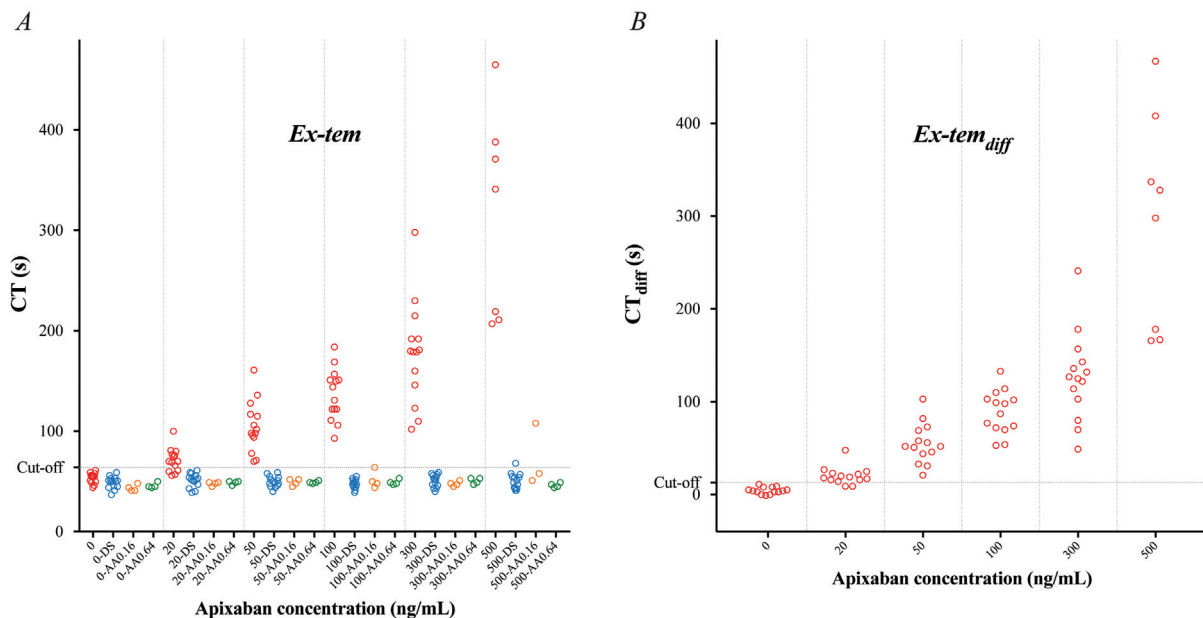 A
B
Ex-tem
Ex-tem diff
CT (s)
400
300
200
100
Cut-off
0
0
0-DS
0-AA0.16
0-AA0.64
20
20-DS
20-AA0.16
20-AA0.64
50
50-DS
50-AA0.16
50-AA0.64
100
100-DS
100-AA0.16
100-AA0.64
300
300-DS
300-AA0.16
300-AA0.64
500
500-DS
500-AA0.16
500-AA0.64
Apixaban concentration (ng/mL)
CTdiff (s)
400
300
200
100
Cut-off
0
0
20
50
100
300
500
Apixaban concentration (ng/mL)